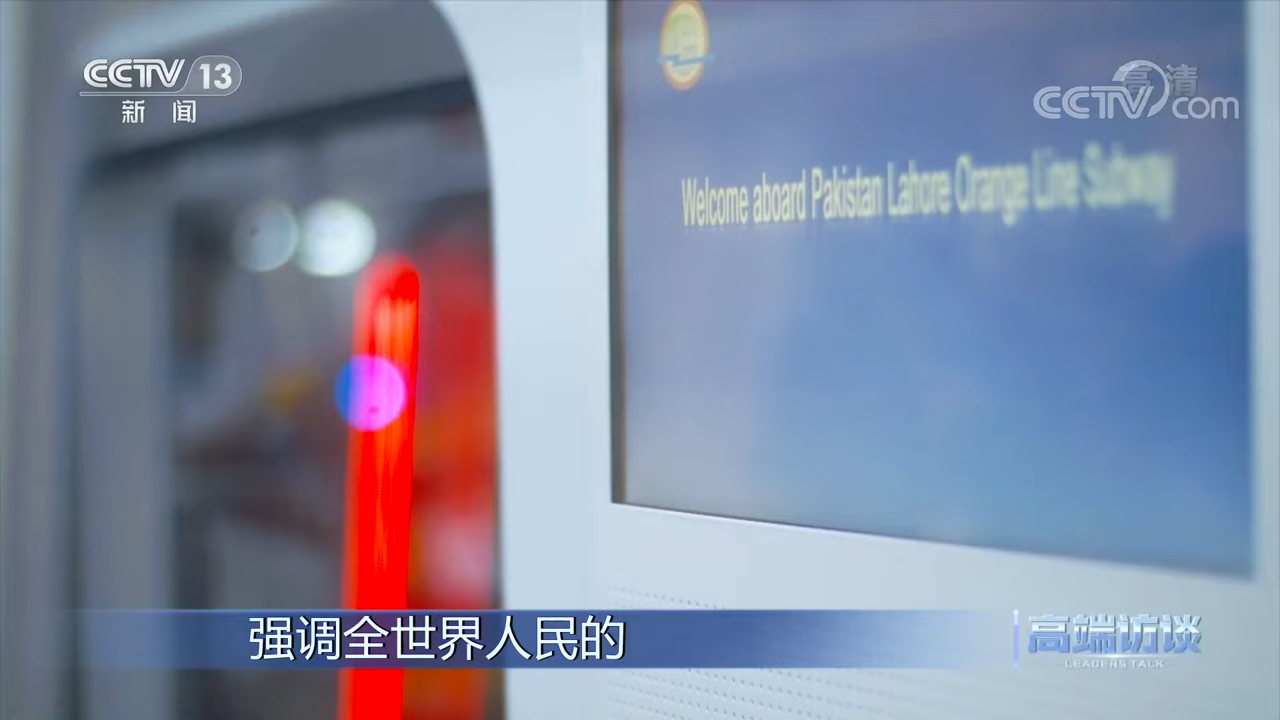 CCTV 13
新闻
高清
CCTV.com
Welcome aboard Pakistan Lahore Orange Line Subway
强调全世界人民的
高端访谈
LEADERS TALK